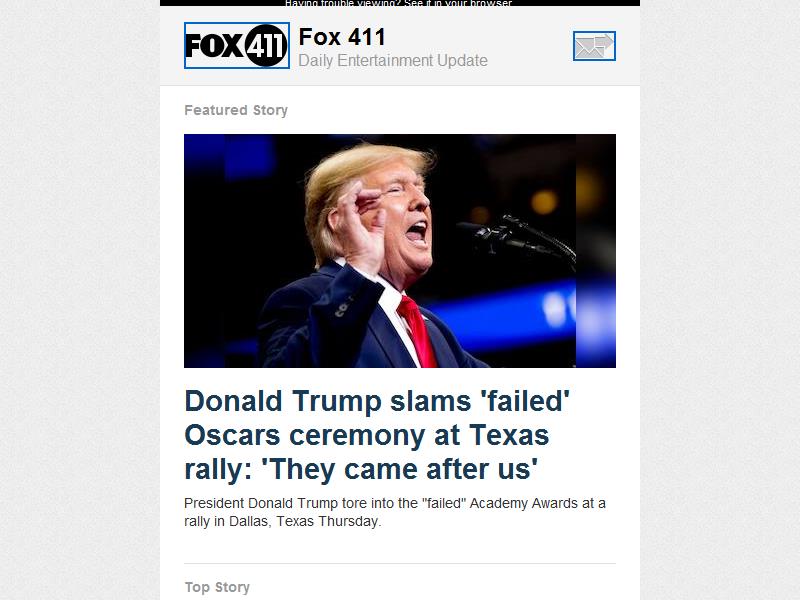 Having trouble viewing? See it in your browser
FOX 411
Fox 411
Daily Entertainment Update
Featured Story
Donald Trump slams 'failed'
Oscars ceremony at Texas
rally: 'They came after us'
President Donald Trump tore into the "failed" Academy Awards at a
rally in Dallas, Texas Thursday.
Top Story